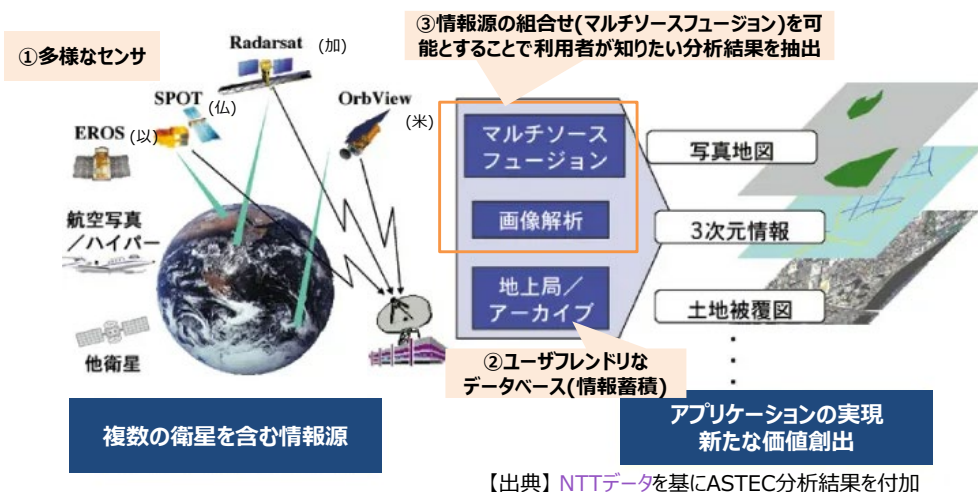 ①多様なセンサ
③情報源の組合せ(マルチソースフュージョン)を可
能とすることで利用者が知りたい分析結果を抽出
Radarsat (加)
SPOT (仏)
OrbView (米)
EROS (以)
航空写真
／ハイパー
他衛星
マルチソース
フュージョン
画像解析
地上局／
アーカイブ
写真地図
3次元情報
土地被覆図
②ユーザフレンドリな
データベース(情報蓄積)
複数の衛星を含む情報源
アプリケーションの実現
新たな価値創出
【出典】NTTデータを基にASTEC分析結果を付加